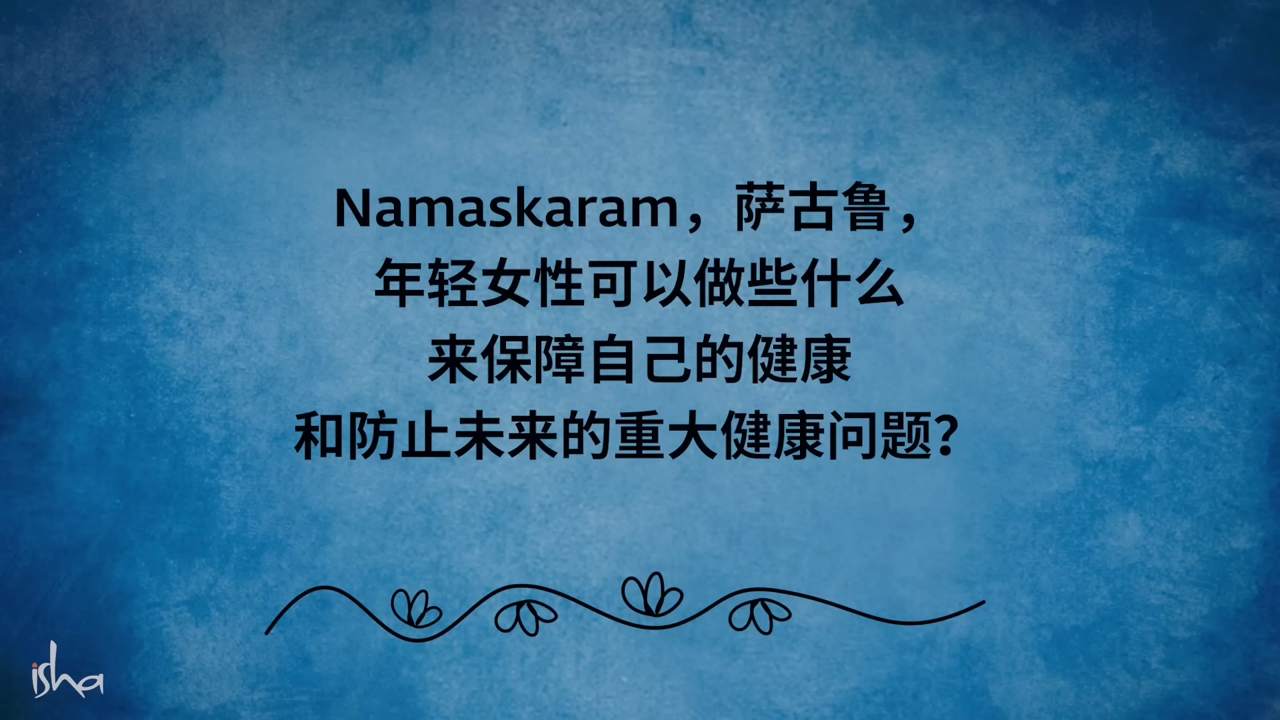 Namaskaram，萨古鲁，
年轻女性可以做些什么
来保障自己的健康
和防止未来的重大健康问题？
isha